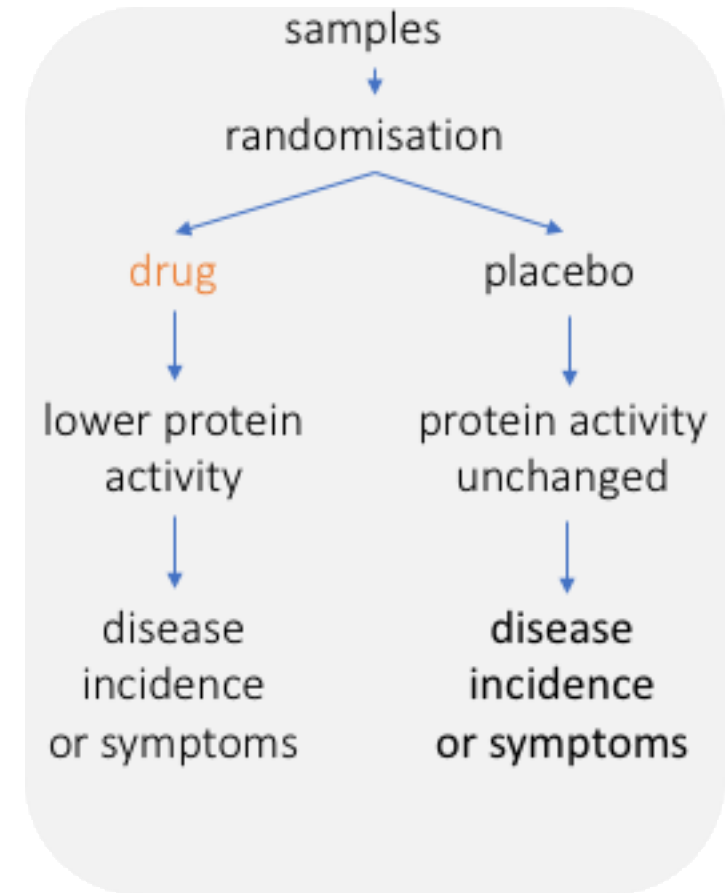 samples
randomisation
drug
placebo
lower protein
activity
protein activity
unchanged
disease
incidence
or symptoms
disease
incidence
or symptoms